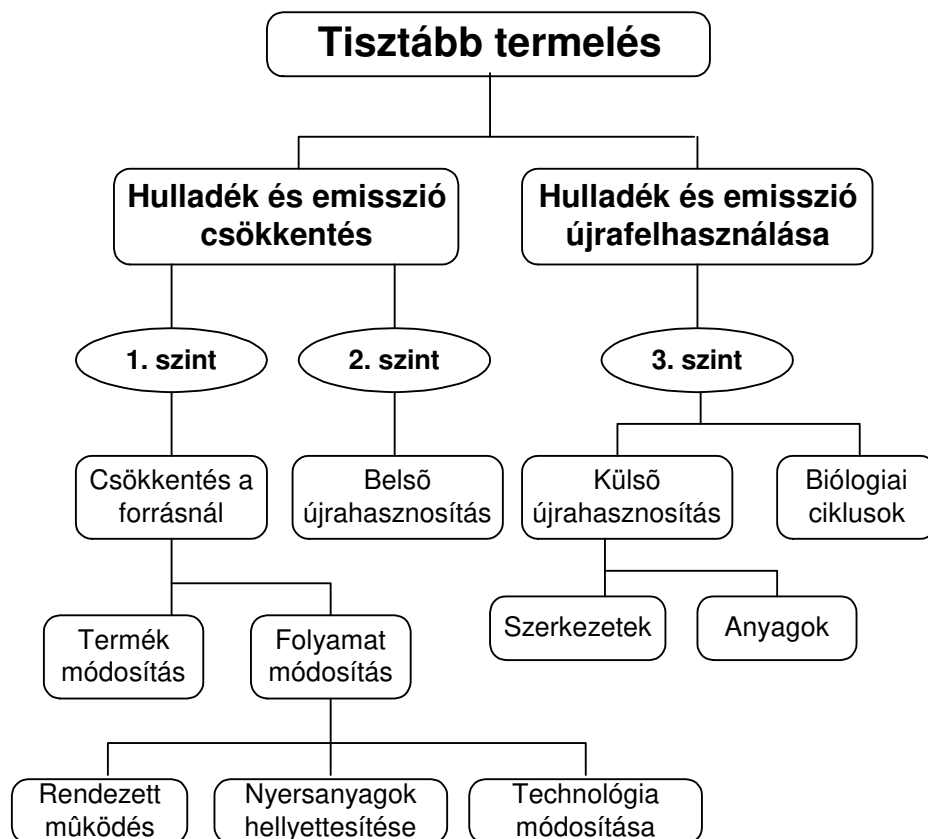 Tisztább termelés
Hulladék és emisszió
csökkentés
Hulladék és emisszió
újrafelhasználása
1. szint
2. szint
3. szint
Csökkentés a
forrásnál
Belsõ
újrahasznosítás
Külsõ
újrahasznosítás
Biólogiai
ciklusok
Termék
módosítás
Folyamat
módosítás
Szerkezetek
Anyagok
Rendezett
mûködés
Nyersanyagok
hellyettesítése
Technológia
módosítása